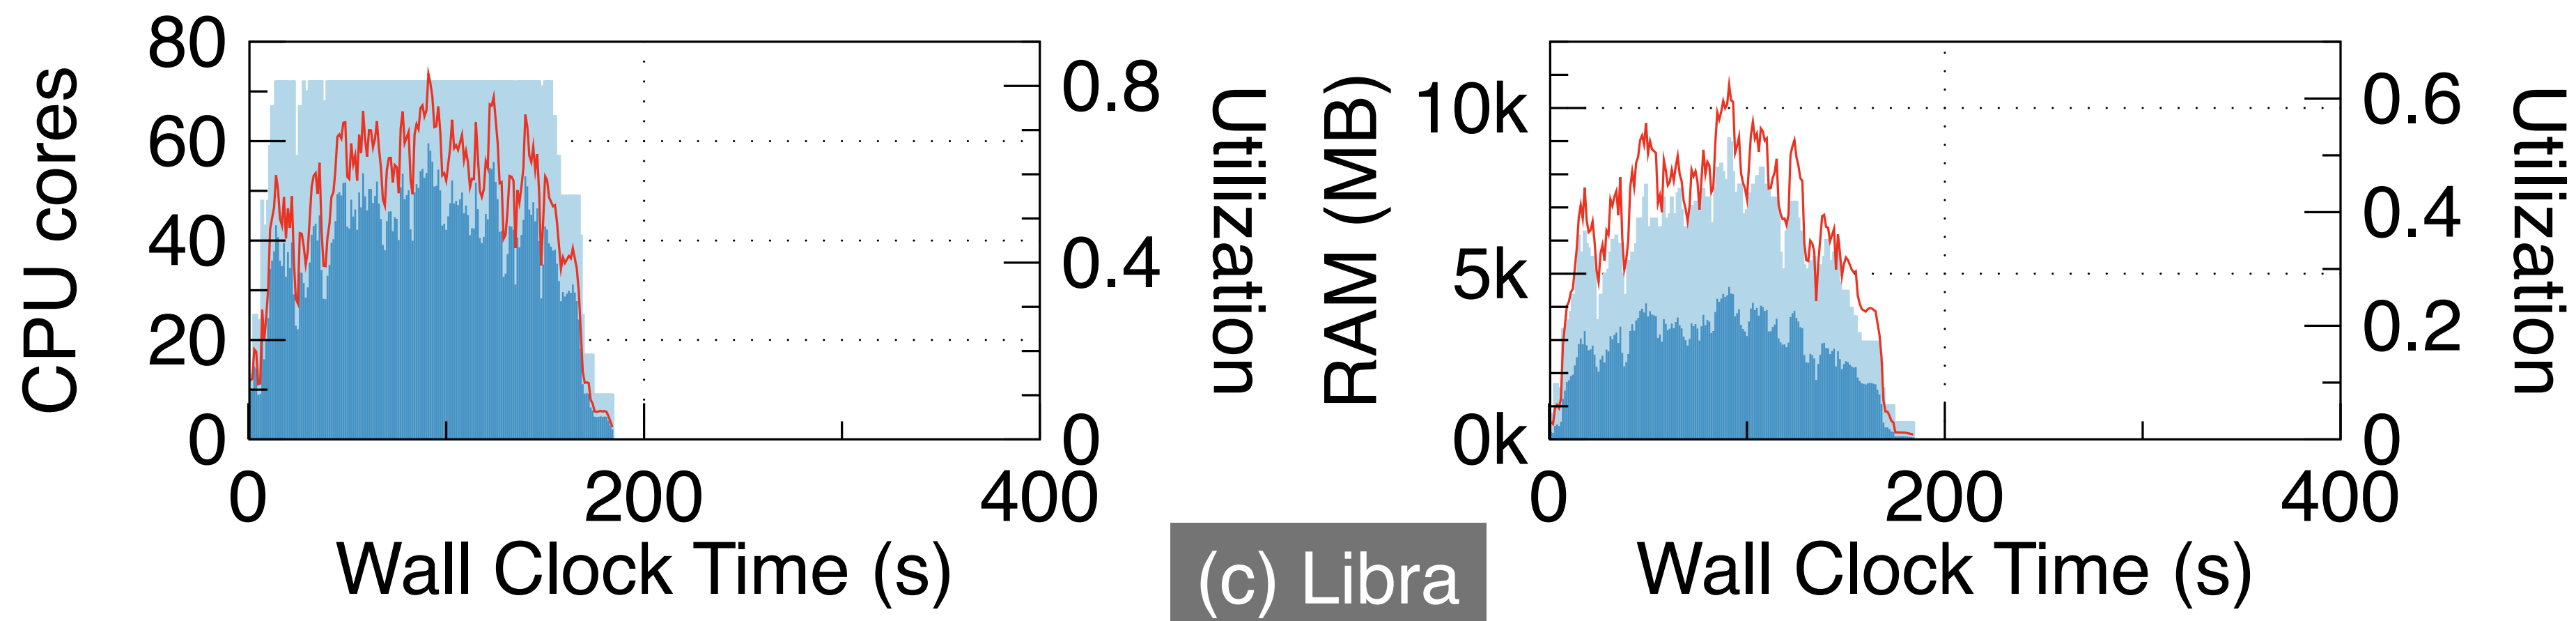 CPU cores
80
60
40
20
0
0.8
0.4
0
Utilization
0 200 400
Wall Clock Time (s)
RAM (MB)
10k
5k
0k
0.6
0.4
0.2
0
Utilization
0 200 400
Wall Clock Time (s)
(c) Libra